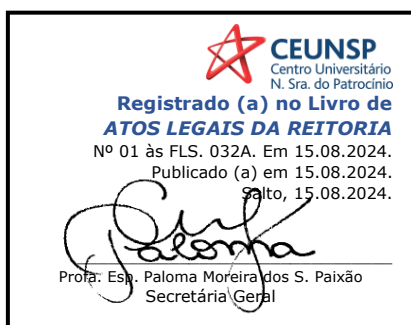 CEUNSP
Centro Universitário
N. Sra. do Patrocínio
Registrado (a) no Livro de
ATOS LEGAIS DA REITORIA
Nº 01 às FLS. 032A. Em 15.08.2024.
Publicado (a) em 15.08.2024.
Salto, 15.08.2024.
Paloma
Profa. Esp. Paloma Moreira dos S. Paixão
Secretária Geral